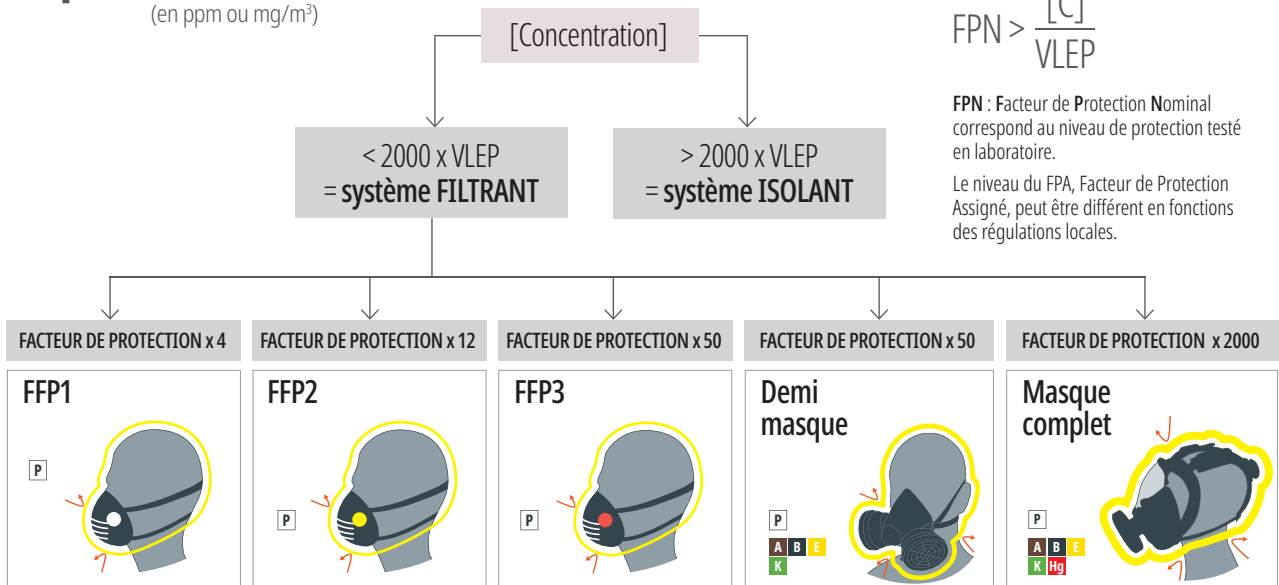 (en ppm ou mg/m³)
[Concentration]
FPN > [C]
VLEP
FPN : Facteur de Protection Nominal
correspond au niveau de protection testé
en laboratoire.
Le niveau du FPA, Facteur de Protection
Assigné, peut être différent en fonctions
des régulations locales.
< 2000 x VLEP
= système FILTRANT
> 2000 x VLEP
= système ISOLANT
FACTEUR DE PROTECTION x 4
FFP1
P
FACTEUR DE PROTECTION x 12
FFP2
P
FACTEUR DE PROTECTION x 50
FFP3
P
FACTEUR DE PROTECTION x 50
Demi
masque
P
A B E
K
FACTEUR DE PROTECTION x 2000
Masque
complet
P
A B E
K Hg